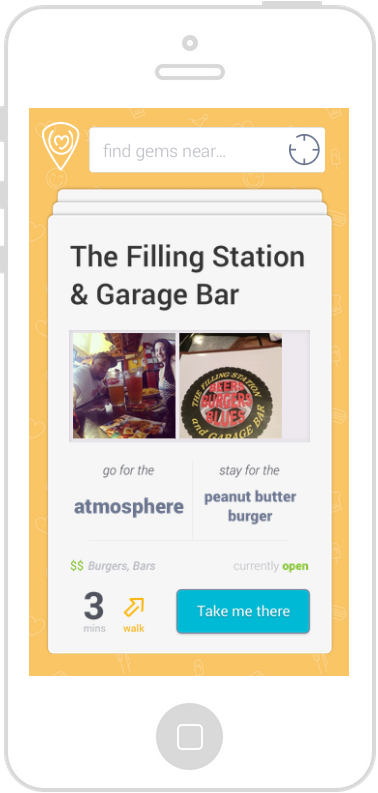 find gems near...
The Filling Station
& Garage Bar
THE FILLING STATION
BEERS
BURGERS
BLUES
and GARAGE BAR
go for the
stay for the
atmosphere
peanut butter
burger
$$ Burgers, Bars
currently open
3
mins
walk
Take me there